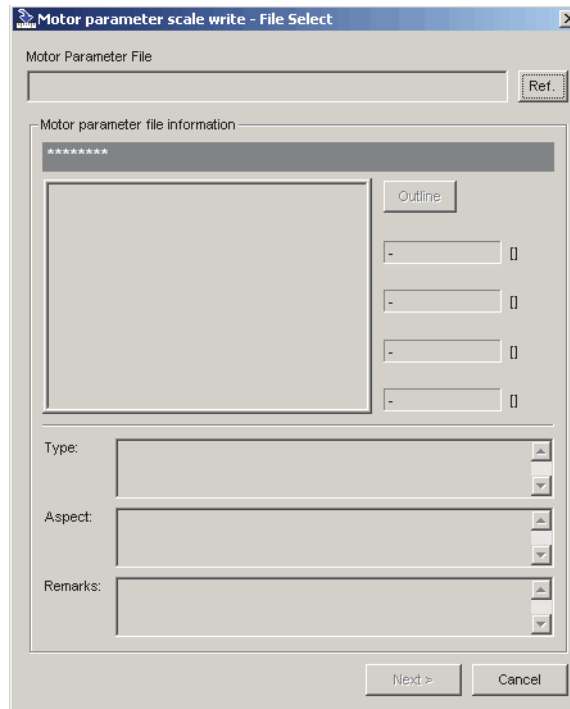 Motor parameter scale write - File Select
Motor Parameter File
Ref.
Motor parameter file information
********
Outline
- []
- []
- []
- []
Type:
Aspect:
Remarks:
Next >
Cancel